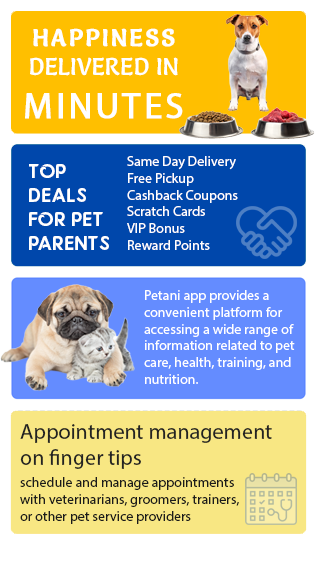 HAPPINESS
DELIVERED IN
MINUTES
TOP
DEALS
FOR PET
PARENTS
Same Day Delivery
Free Pickup
Cashback Coupons
Scratch Cards
VIP Bonus
Reward Points
Petani app provides a
convenient platform for
accessing a wide range of
information related to pet
care, health, training, and
nutrition.
Appointment management
on finger tips
schedule and manage appointments
with veterinarians, groomers, trainers,
or other pet service providers